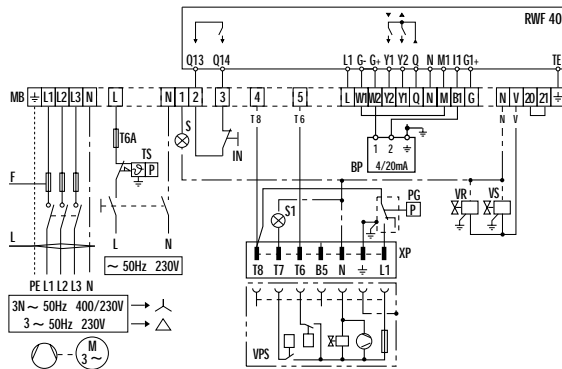 RWF 40
Q13 Q14 L1 G- G+ Y1 Y2 Q N M1 I1 G1+ TE
MB L1 L2 L3 N L N 1 2 3 4 5 L W1 W2 Y2 Y1 Q N M B1 G N V 20 21
T8 T6 N V
S
T6A
IN
TS
P
1 2
BP 4/20mA
F
S1
PG
P
VR VS
L
L N
XP
~ 50Hz 230V
T8 T7 T6 B5 N L1
PE L1 L2 L3 N
3N ~ 50Hz 400/230V
3 ~ 50Hz 230V
VPS
M
3 ~